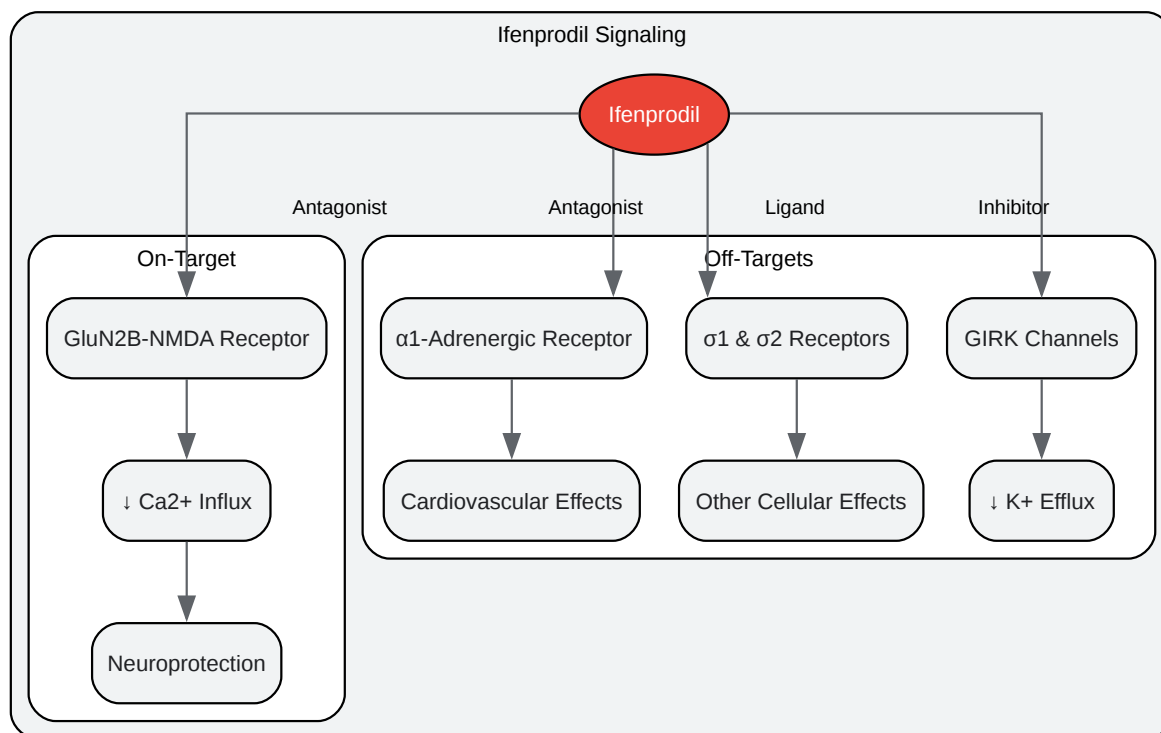 Ifenprodil Signaling
Ifenprodil
Antagonist
Antagonist
Ligand
Inhibitor
On-Target
Off-Targets
GluN2B-NMDA Receptor
α1-Adrenergic Receptor
σ1 & σ2 Receptors
GIRK Channels
↓ Ca2+ Influx
Cardiovascular Effects
Other Cellular Effects
↓ K+ Efflux
Neuroprotection